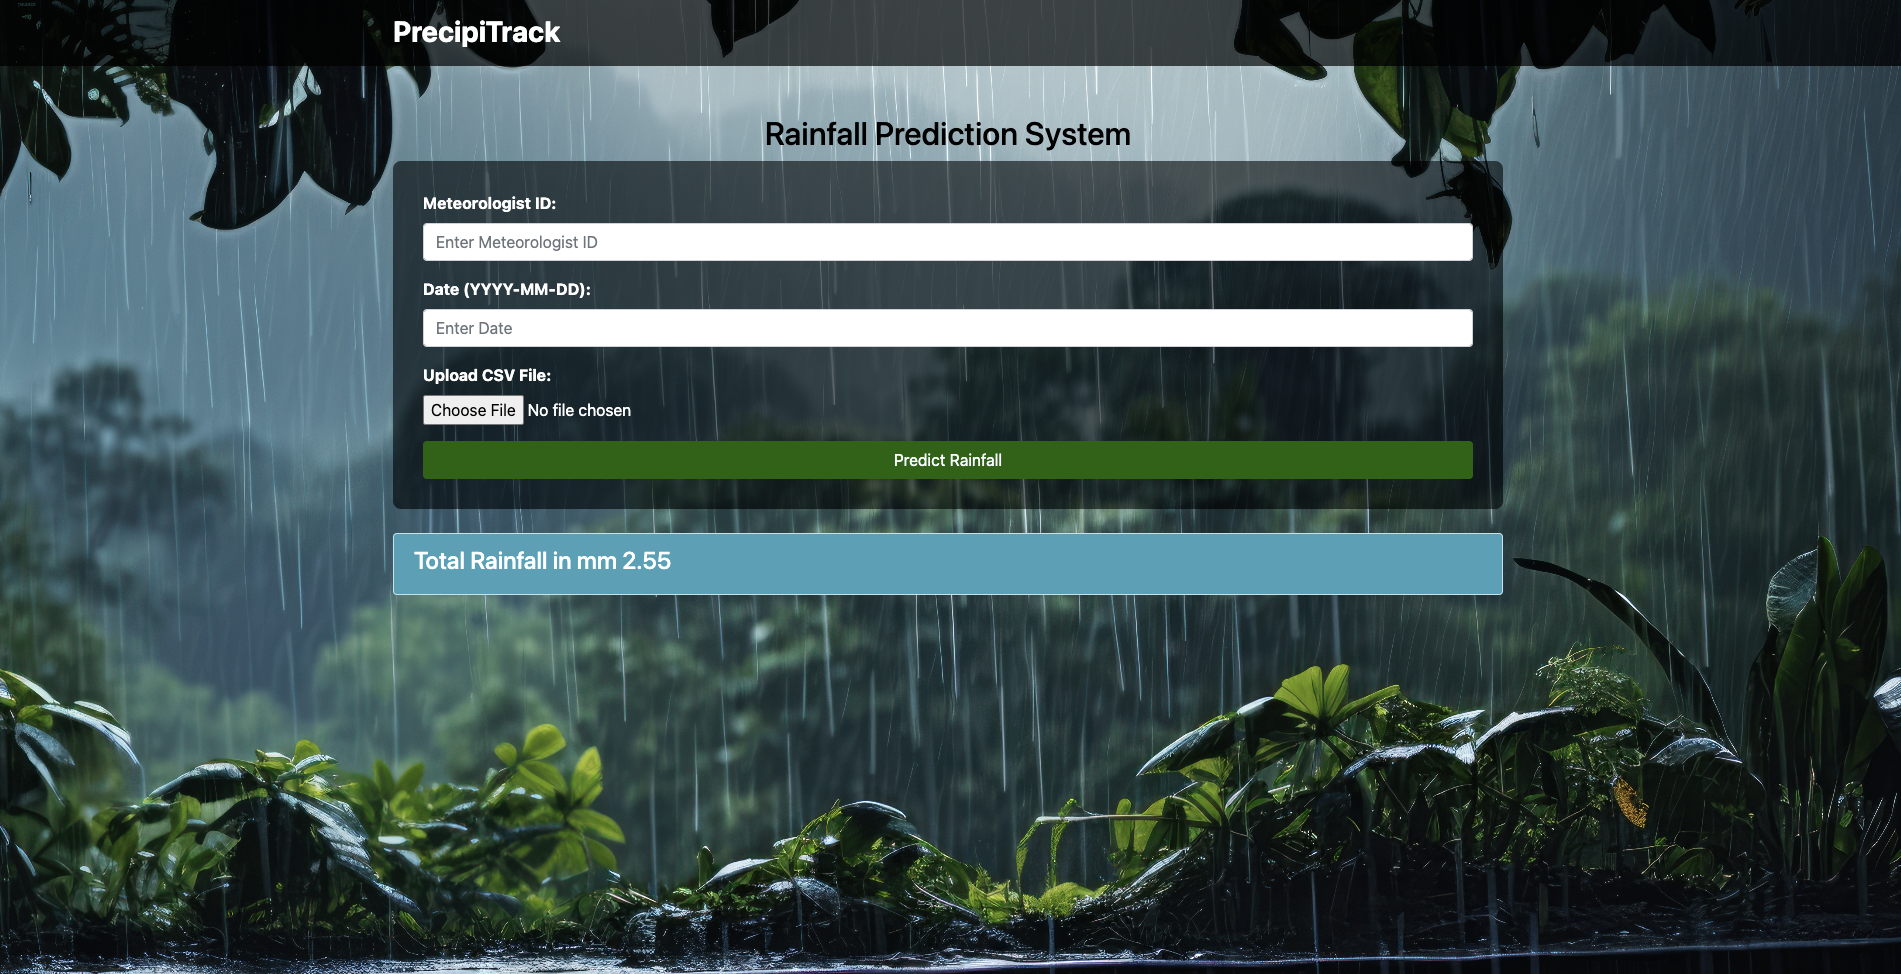 PrecipiTrack
Rainfall Prediction System
Meteorologist ID:
Enter Meteorologist ID
Date (YYYY-MM-DD):
Enter Date
Upload CSV File:
Choose File No file chosen
Predict Rainfall
Total Rainfall in mm 2.55